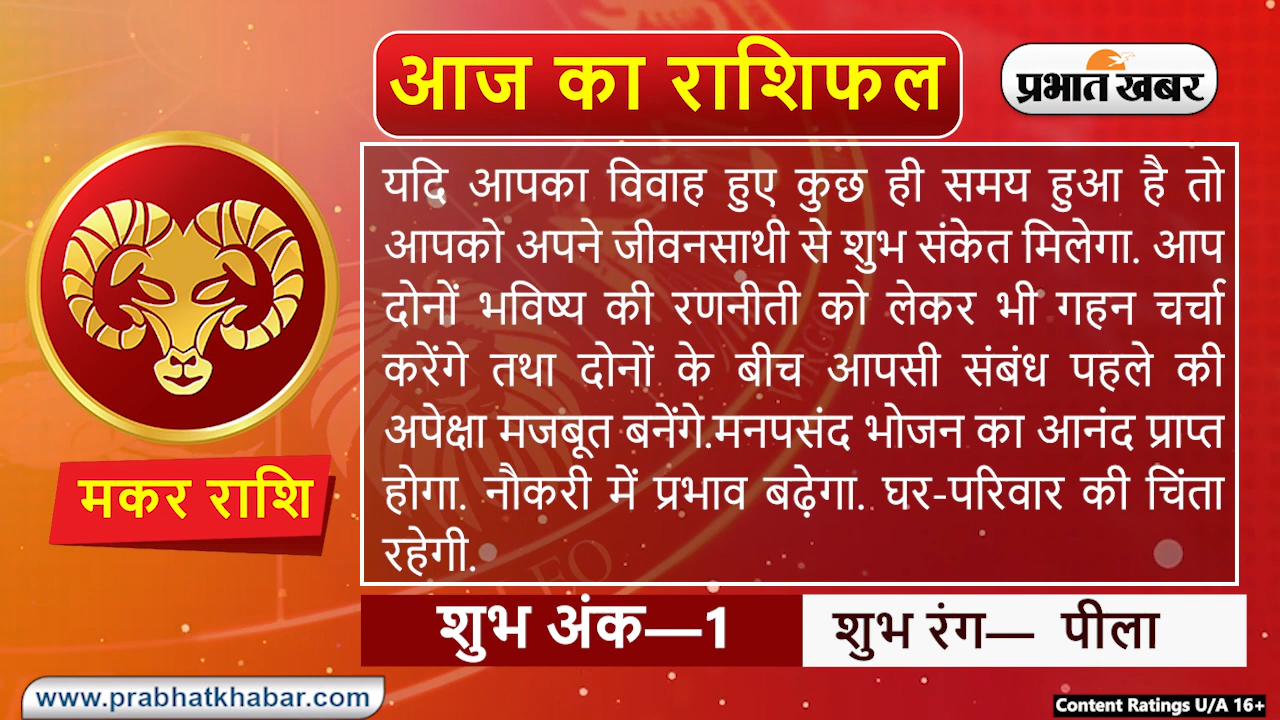 आज का राशिफल
प्रभात खबर
यदि आपका विवाह हुए कुछ ही समय हुआ है तो
आपको अपने जीवनसाथी से शुभ संकेत मिलेगा. आप
दोनों भविष्य की रणनीती को लेकर भी गहन चर्चा
करेंगे तथा दोनों के बीच आपसी संबंध पहले की
अपेक्षा मजबूत बनेंगे.मनपसंद भोजन का आनंद प्राप्त
होगा. नौकरी में प्रभाव बढ़ेगा. घर-परिवार की चिंता
रहेगी.
मकर राशि
LEO
शुभ अंक—1
शुभ रंग— पीला
www.prabhatkhabar.com
Content Ratings U/A 16+